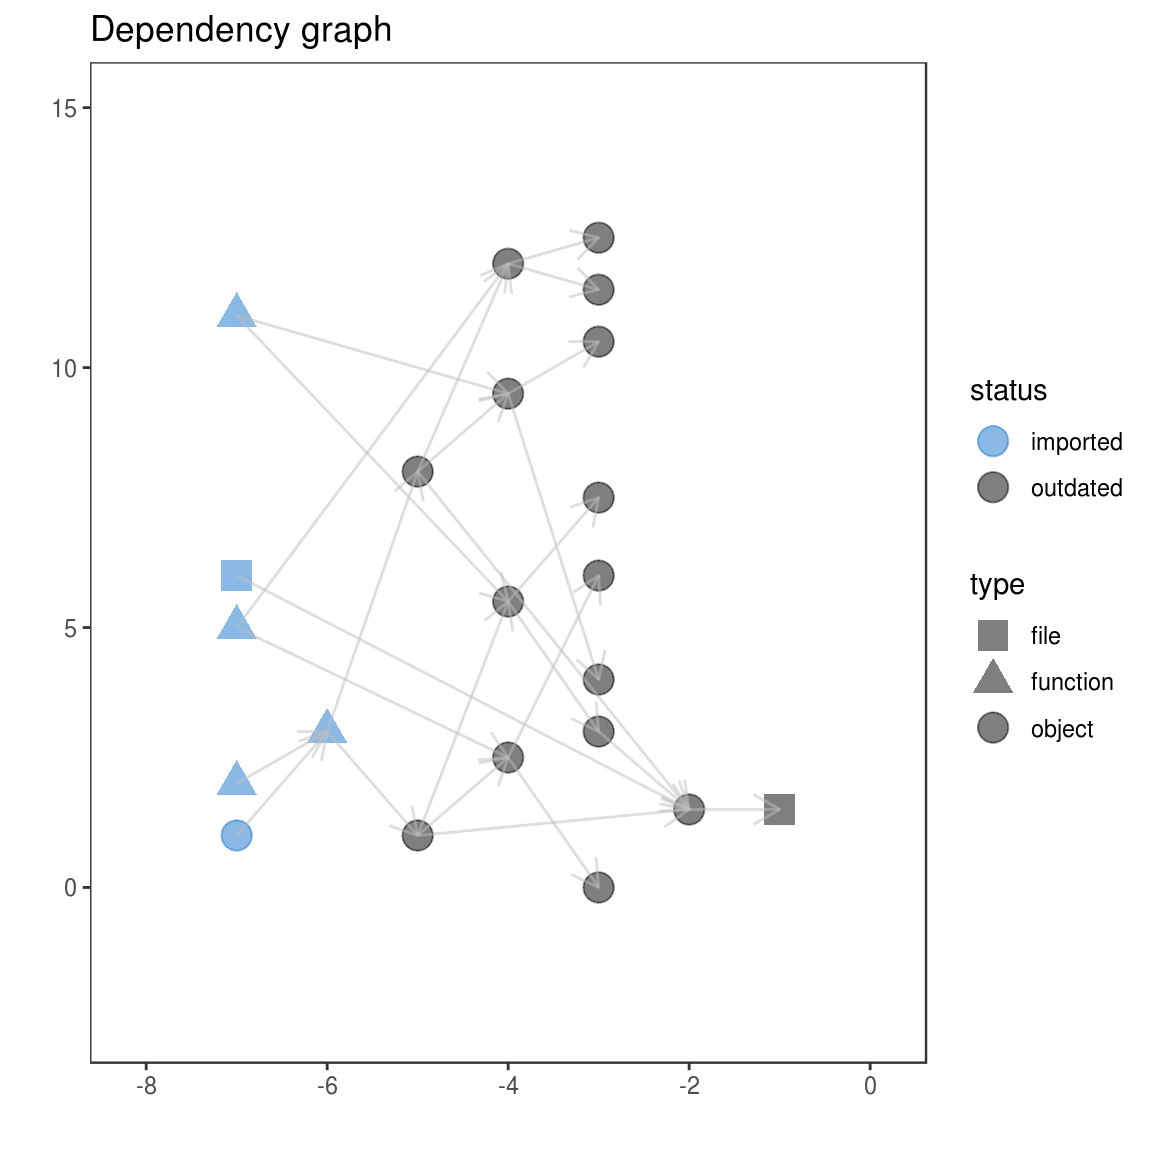 Dependency graph
15
10
5
0
-8
-6
-4
-2
0
status
imported
outdated
type
file
function
object